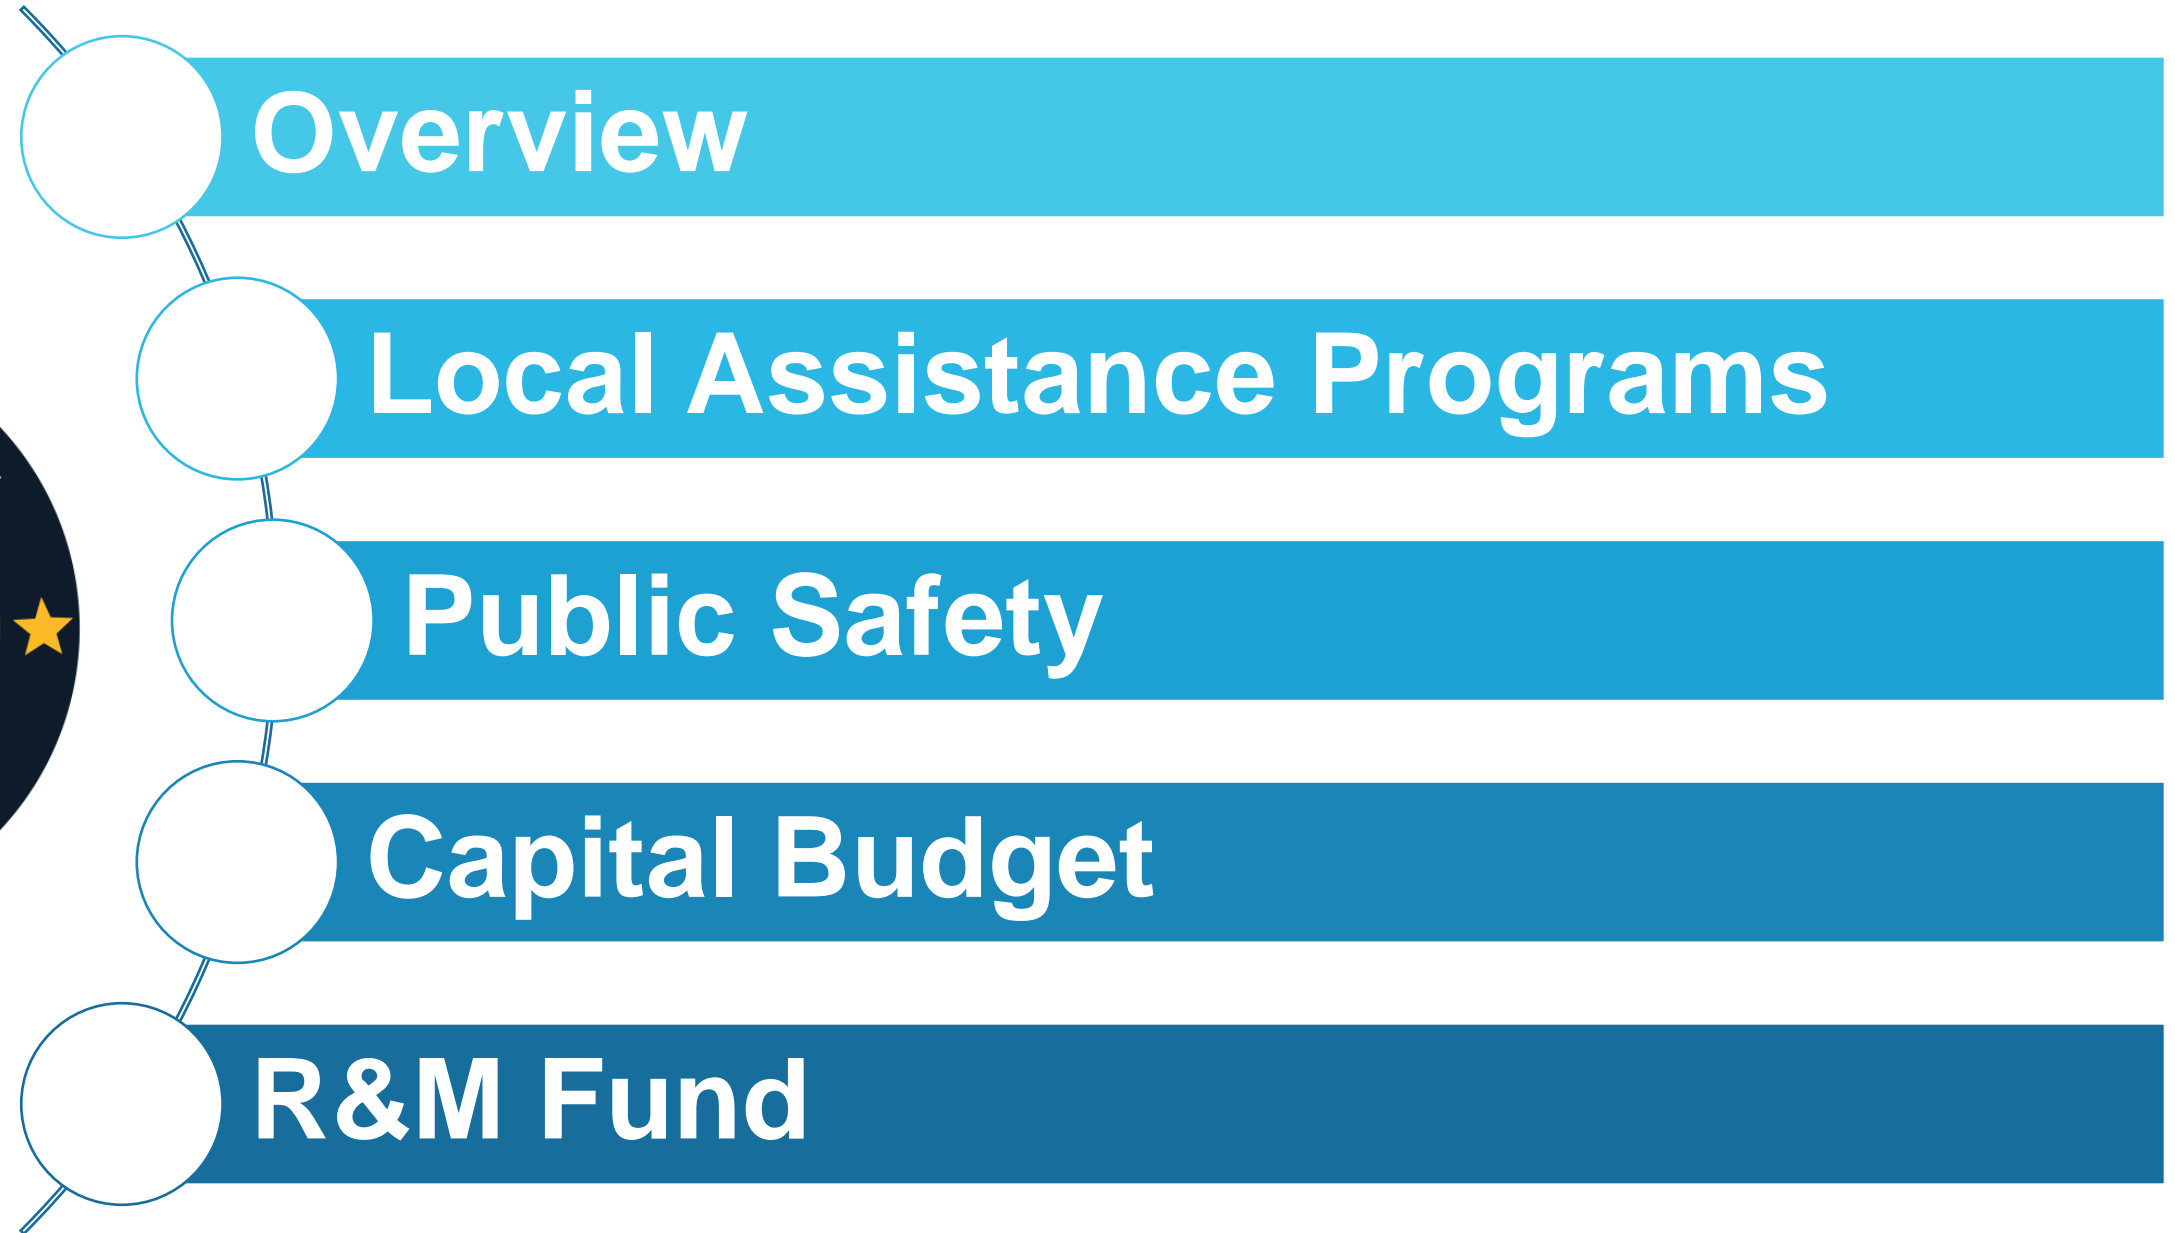 Overview
Local Assistance Programs
Public Safety
Capital Budget
R&M Fund